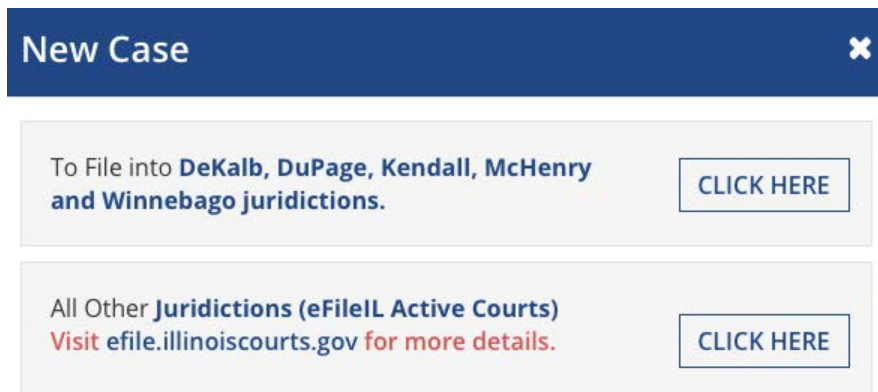 New Case
To File into DeKalb, DuPage, Kendall, McHenry
and Winnebago juridictions.
CLICK HERE
All Other Juridictions (eFileIL Active Courts)
Visit efile.illinoiscourts.gov for more details.
CLICK HERE